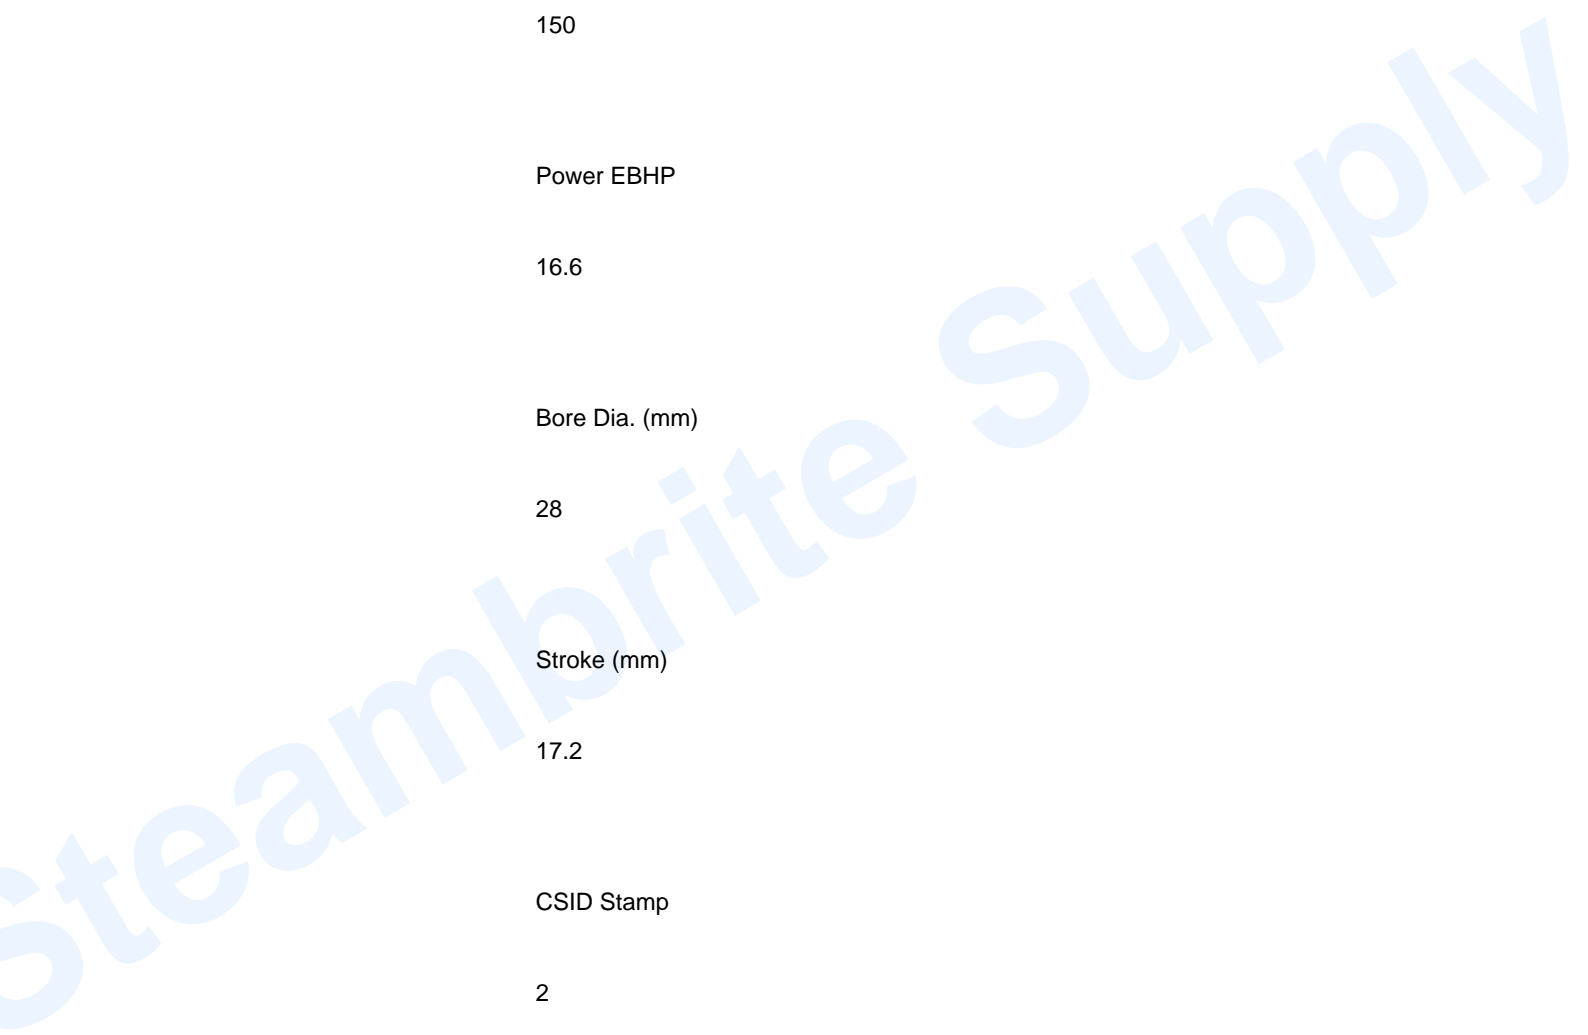 150
Power EBHP
16.6
Bore Dia. (mm)
28
Stroke (mm)
17.2
CSID Stamp
2
Steambrite Supply